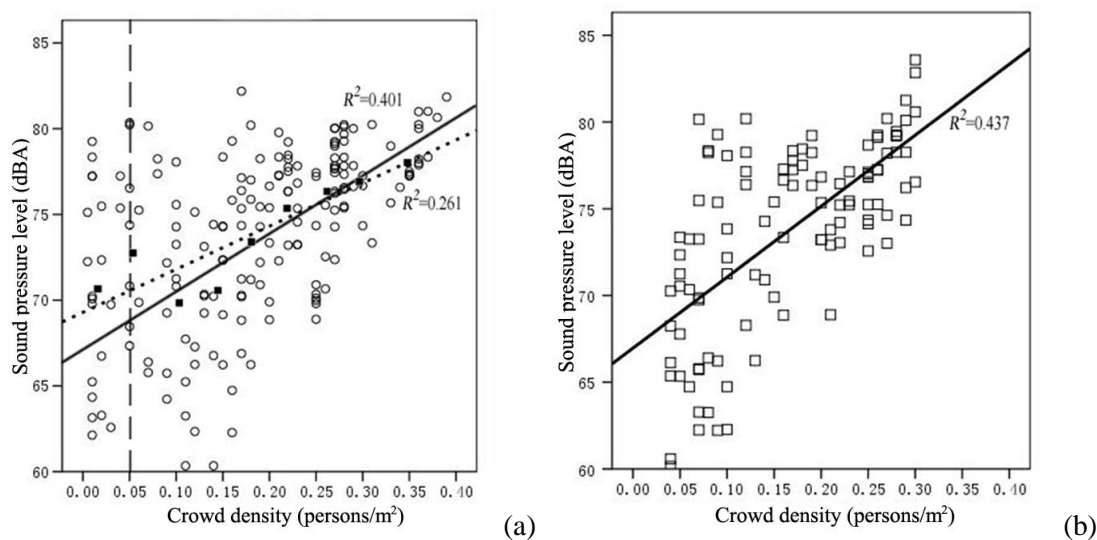 85
80
75
70
65
60
Sound pressure level (dBA)
R²=0.401
R²=0.261
0.00 0.05 0.10 0.15 0.20 0.25 0.30 0.35 0.40
Crowd density (persons/m²)
(a)
85
80
75
70
65
60
Sound pressure level (dBA)
R²=0.437
0.00 0.05 0.10 0.15 0.20 0.25 0.30 0.35 0.40
Crowd density (persons/m²)
(b)